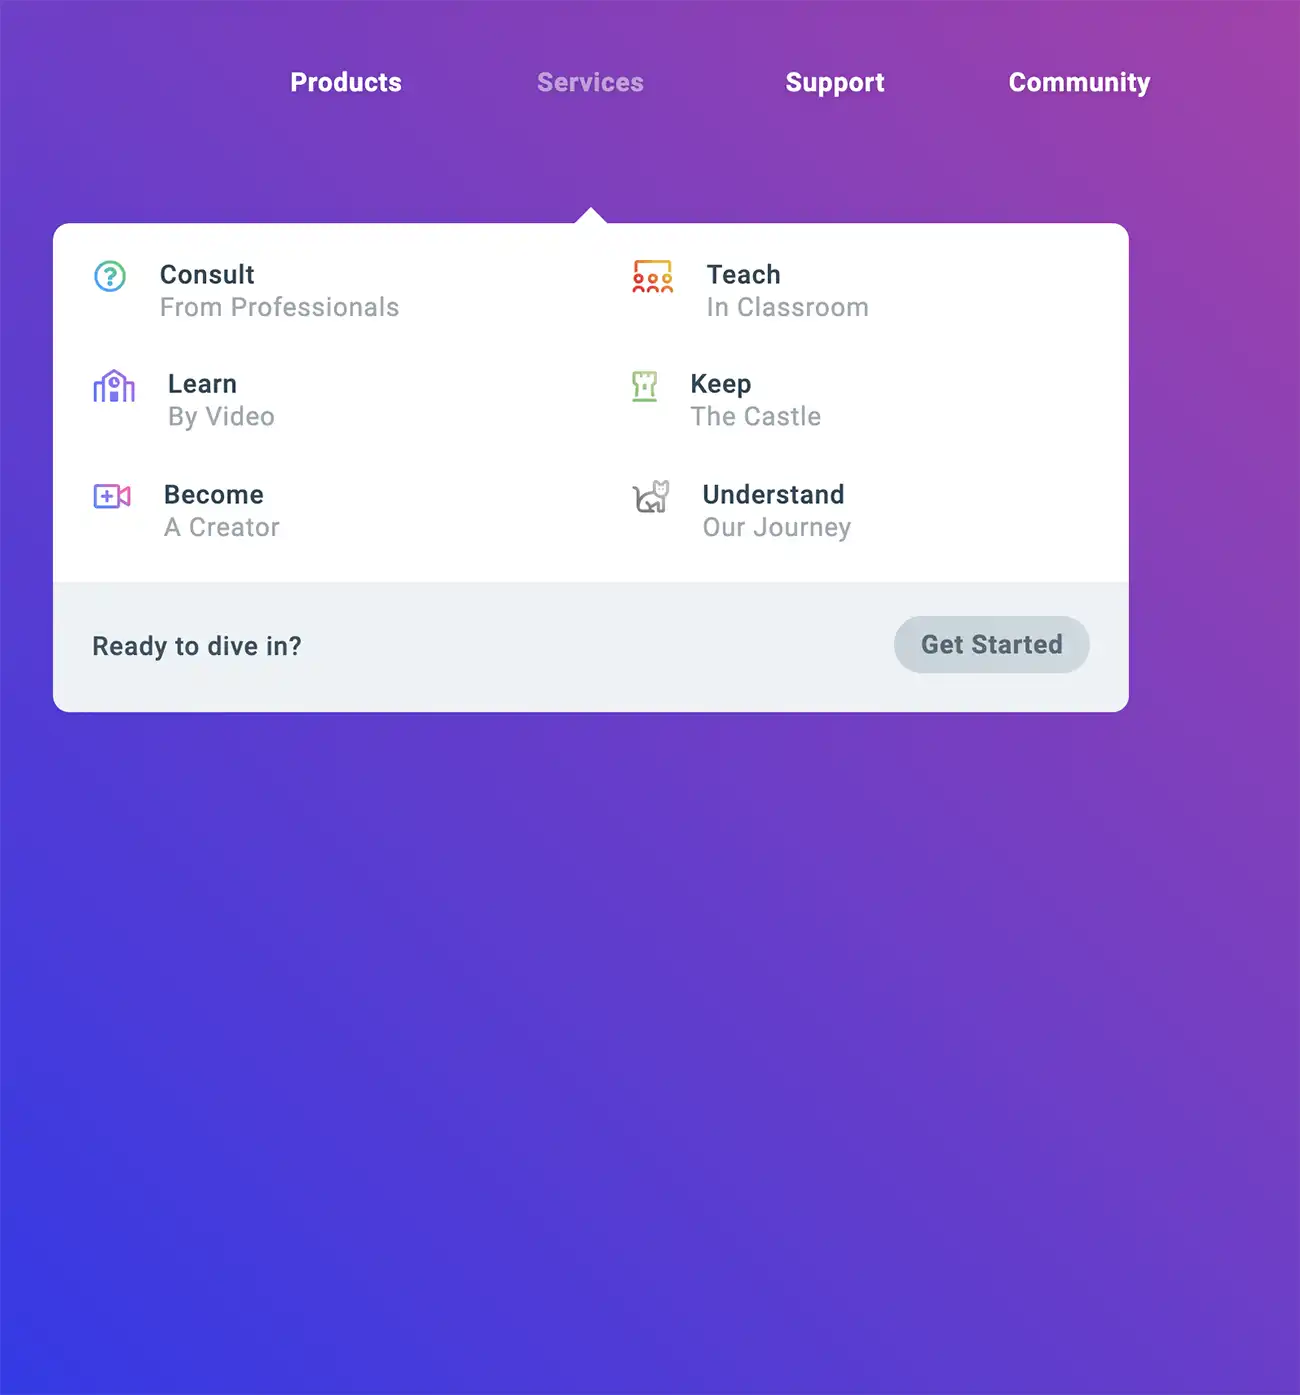 Products
Services
Support
Community
Consult
From Professionals
Teach
In Classroom
Learn
By Video
Keep
The Castle
Become
A Creator
Understand
Our Journey
Ready to dive in?
Get Started